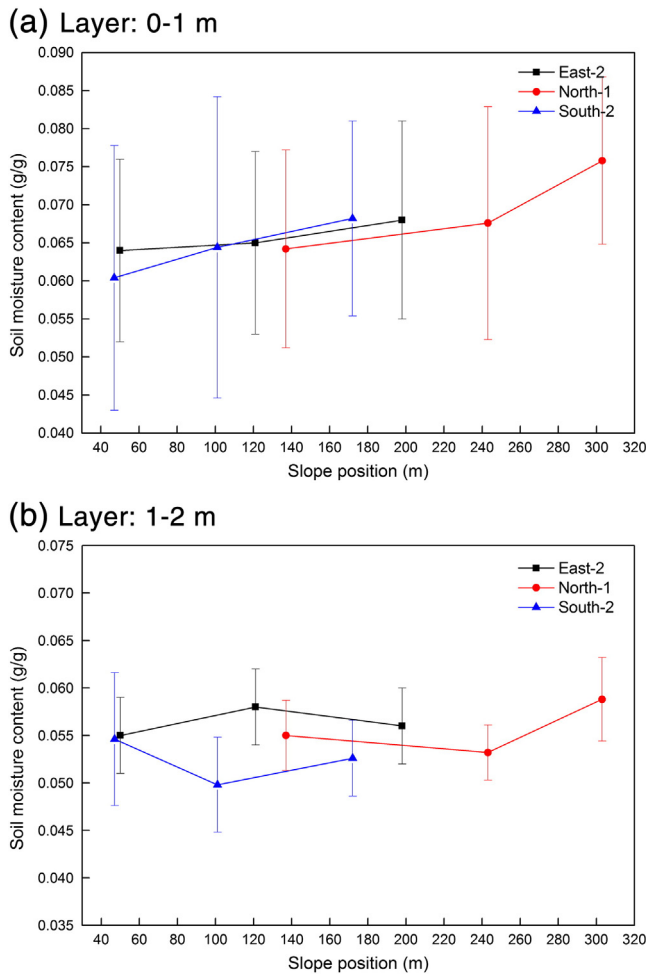 (a) Layer: 0-1 m
0.090
0.085
0.080
0.075
0.070
0.065
0.060
0.055
0.050
0.045
0.040
Soil moisture content (g/g)
East-2
North-1
South-2
40 60 80 100 120 140 160 180 200 220 240 260 280 300 320
Slope position (m)
(b) Layer: 1-2 m
0.075
0.070
0.065
0.060
0.055
0.050
0.045
0.040
0.035
Soil moisture content (g/g)
East-2
North-1
South-2
40 60 80 100 120 140 160 180 200 220 240 260 280 300 320
Slope position (m)